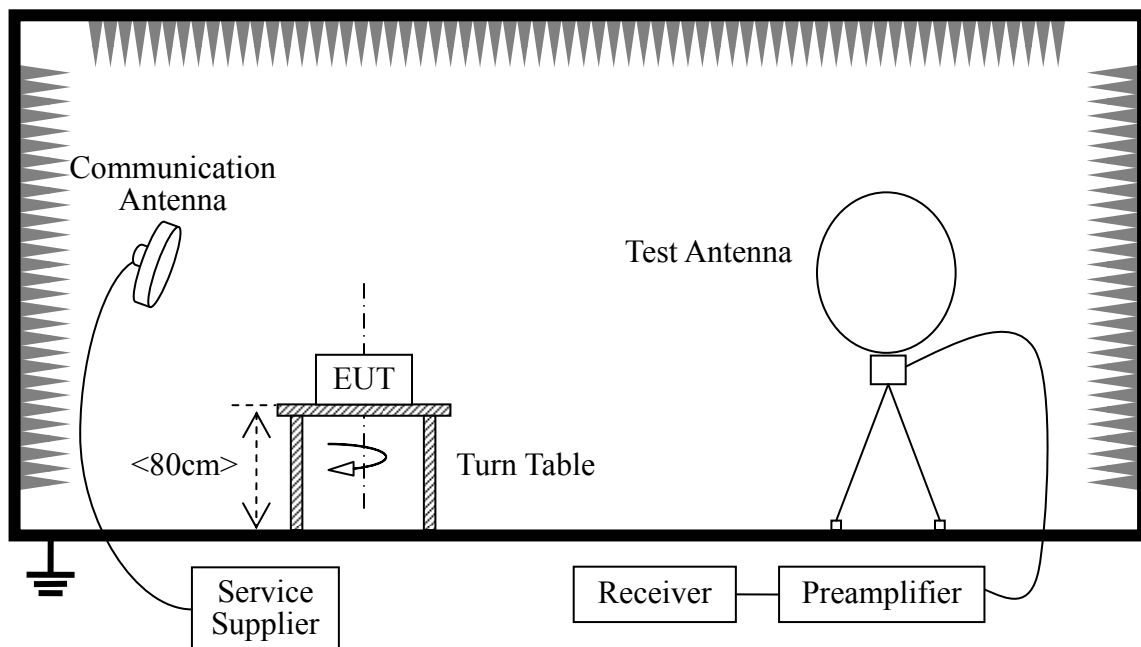 Communication
Antenna
Test Antenna
EUT
<80cm>
Turn Table
Service
Supplier
Receiver
Preamplifier